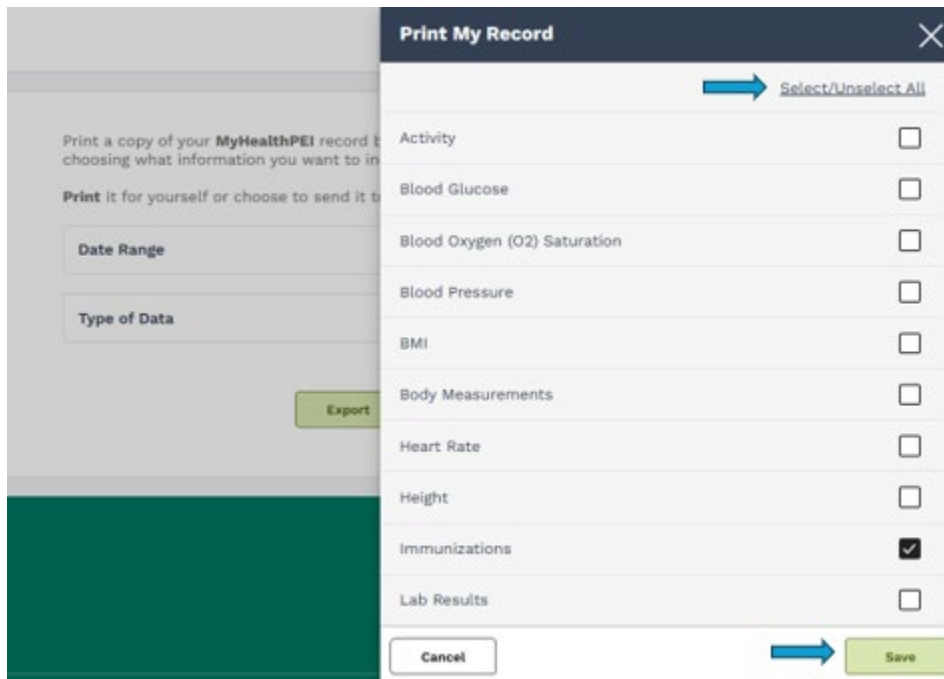 Print My Record
Select/Unselect All
Print a copy of your MyHealthPEI record
choosing what information you want to in
Print it for yourself or choose to send it t
Date Range
Type of Data
Export
Activity
Blood Glucose
Blood Oxygen (O2) Saturation
Blood Pressure
BMI
Body Measurements
Heart Rate
Height
Immunizations
Lab Results
Cancel
Save